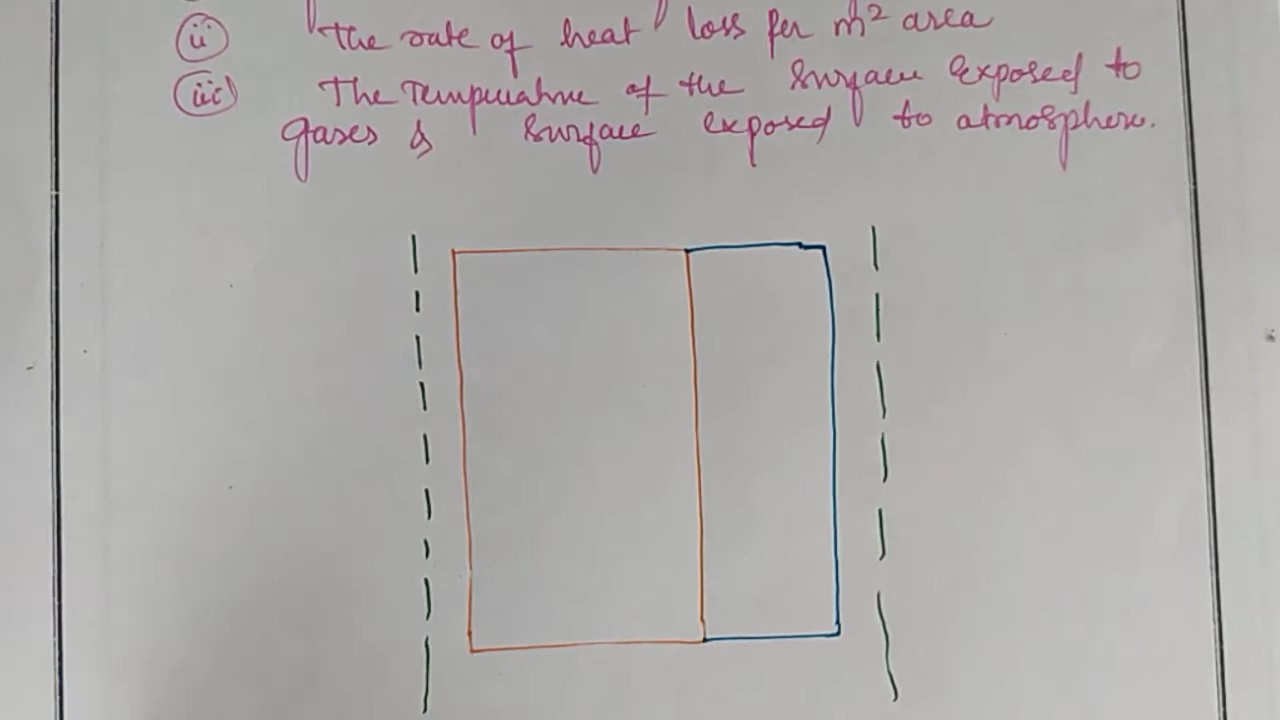 (ii) The rate of heat loss per m² area
(iii) The Temperature of the surface exposed to
gases & surface exposed to atmosphere.